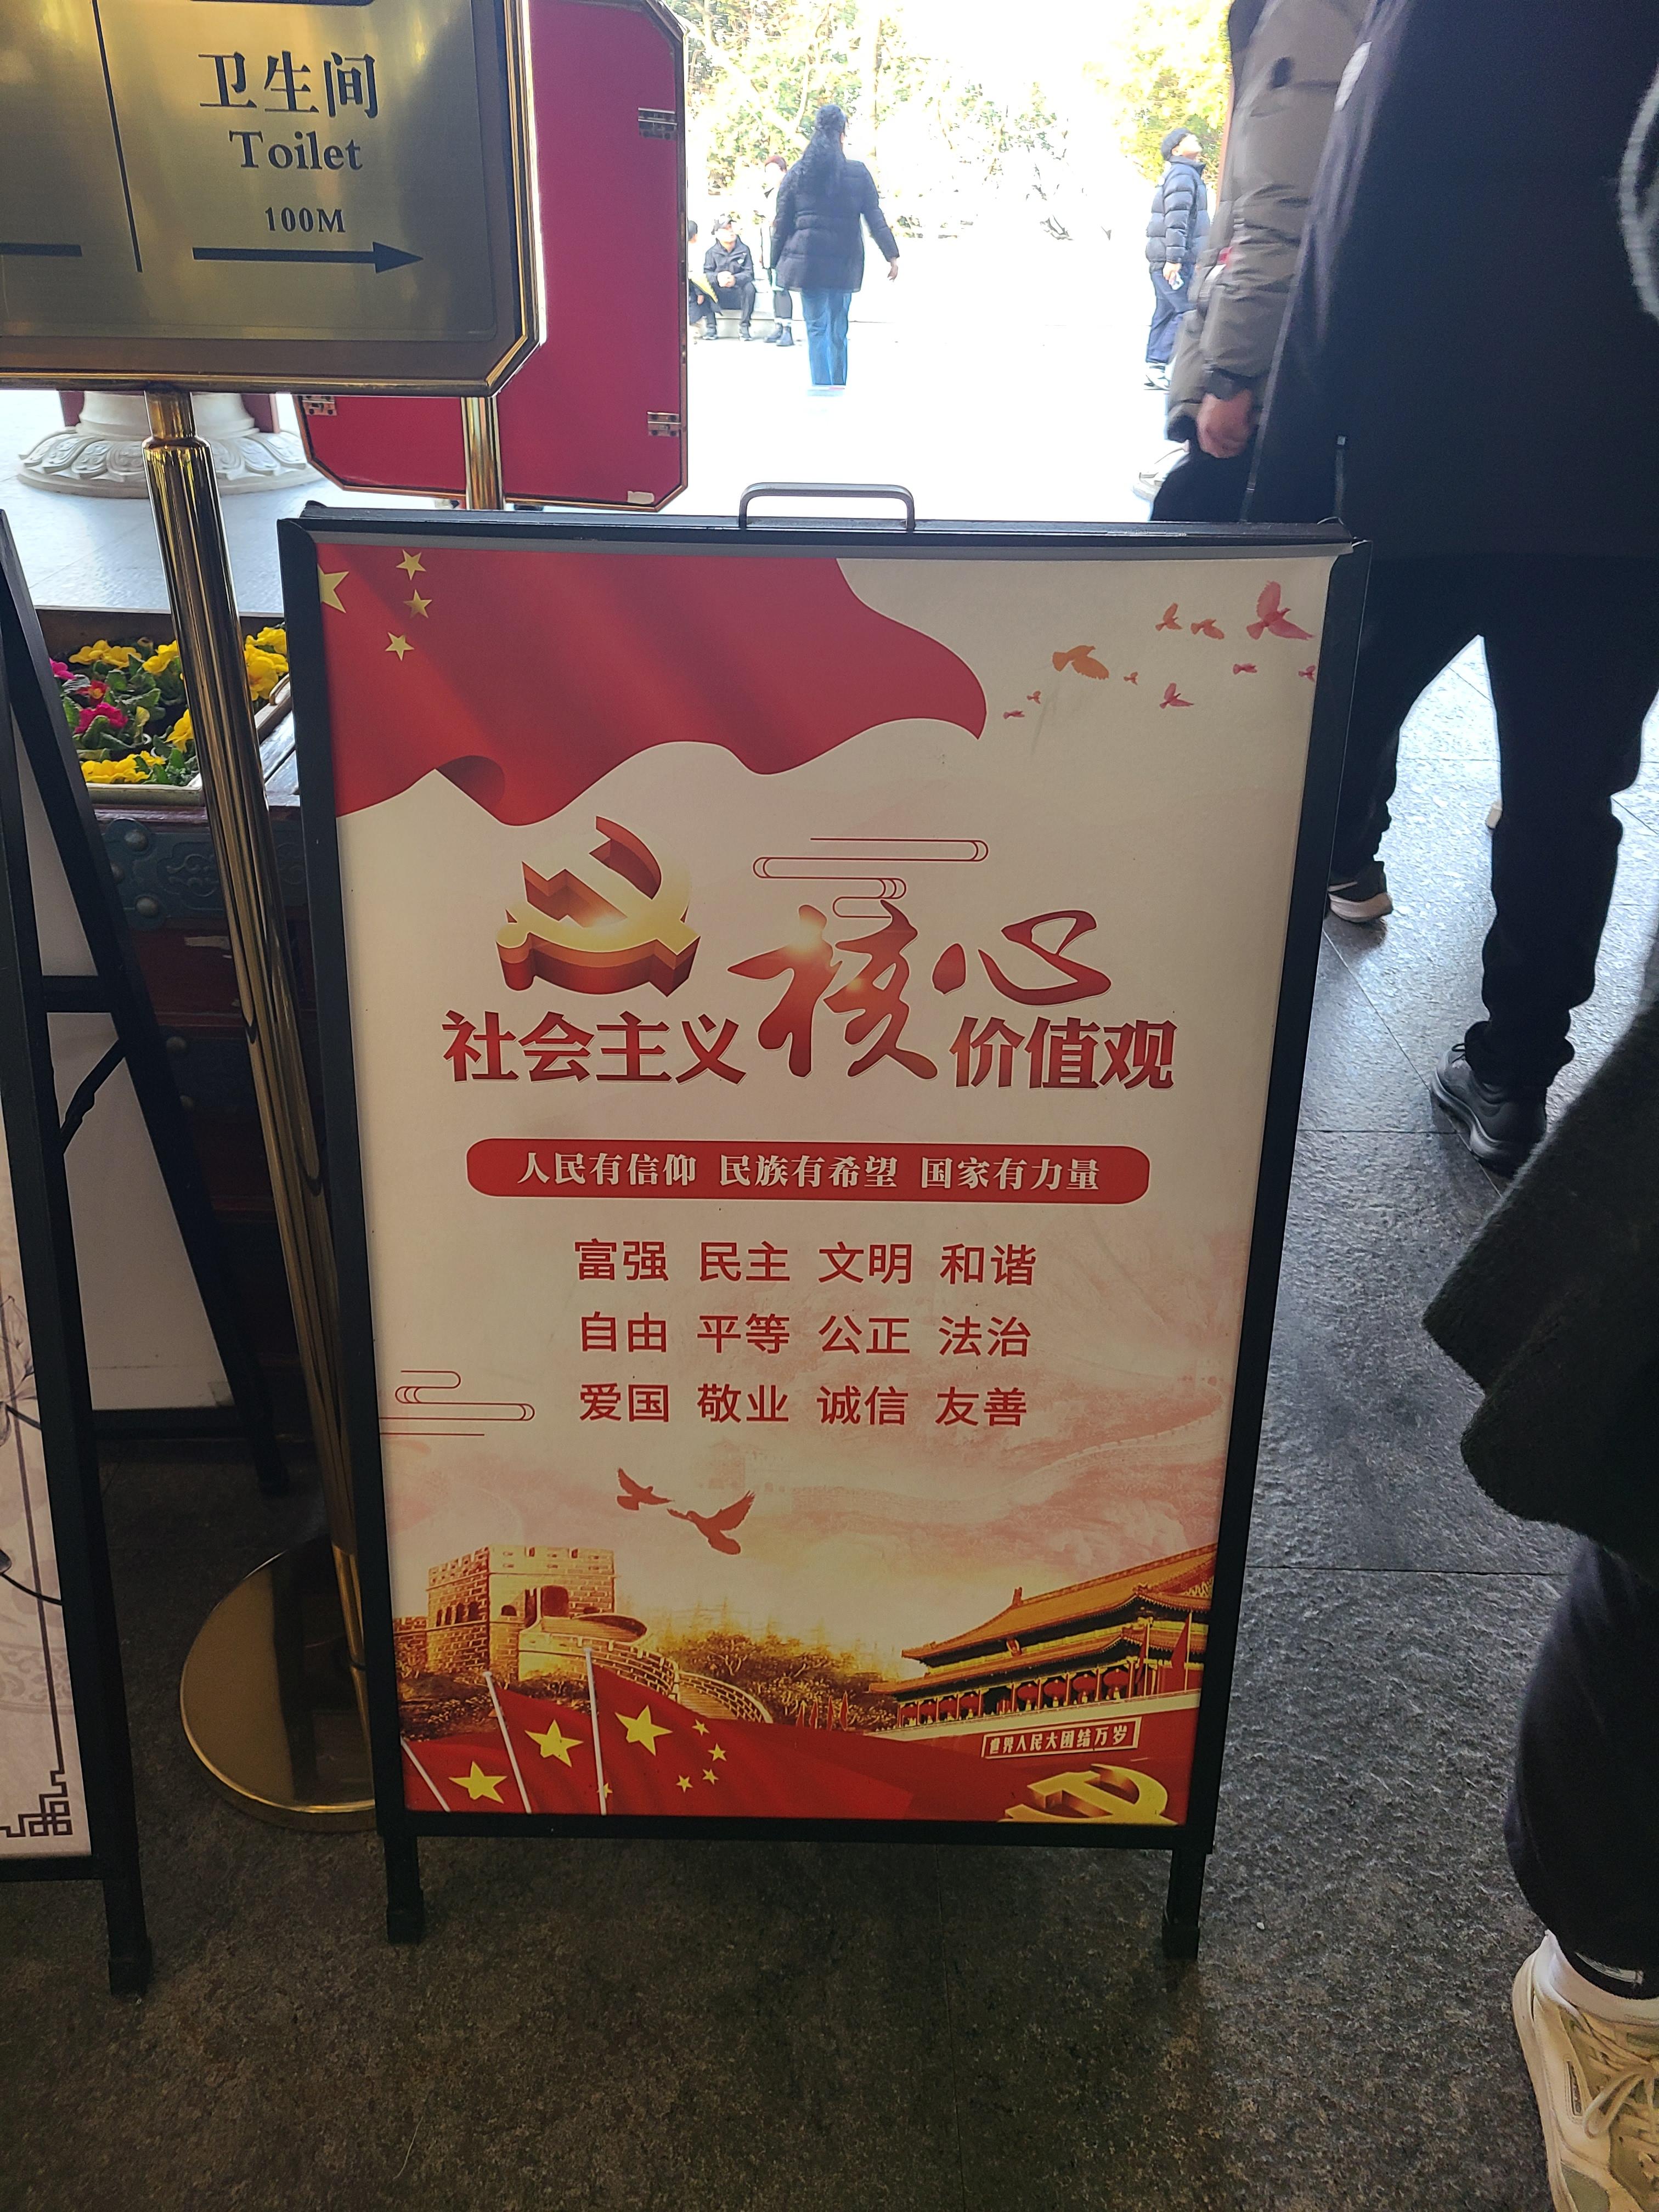 卫生间
Toilet
100M
社会主义核心价值观
人民有信仰 民族有希望 国家有力量
富强 民主 文明 和谐
自由 平等 公正 法治
爱国 敬业 诚信 友善
世界人民大团结万岁